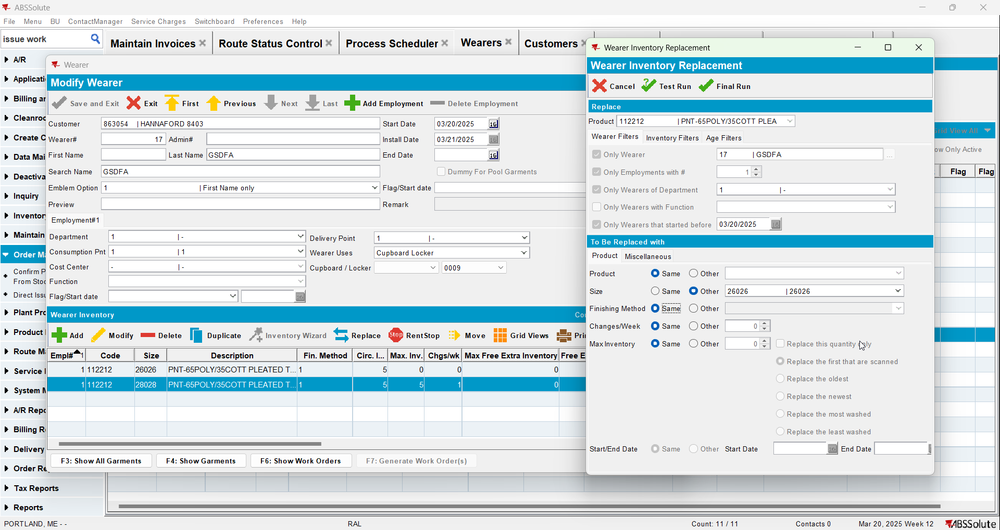 ABSSolute
File Menu BU ContactManager Service Charges Switchboard Preferences Help
issue work
Maintain Invoices Route Status Control Process Scheduler Wearers Customers
A/R
Applicati
Billing ar
Cleanroo
Create C
Data Mai
Deactiva
Inquiry
Inventor
Maintain
Order Ma
Confirm P
From Stoc
Direct Issu
Plant Pro
Product
Route Ma
Service
System M
A/R Repo
Billing R
Delivery
Order Re
Tax Reports
Reports
Wearer
Modify Wearer
Save and Exit Exit First Previous Next Last Add Employment Delete Employment
Customer 863054 | HANNAFORD 8403 Start Date 03/20/2025 16
Wearer# 17 Admin# Install Date 03/21/2025 16
First Name Last Name GSDFA End Date 16
Search Name GSDFA Dummy For Pool Garments
Emblem Option 1 | First Name only Flag/Start date
Preview Remark
Employment#1
Department 1 | - Delivery Point 1 | -
Consumption Pnt 1 | 1 Wearer Uses Cupboard Locker
Cost Center - | - Cupboard / Locker 0009
Function
Flag/Start date 16
Wearer Inventory Cou
Add Modify Delete Duplicate Inventory Wizard Replace Stop RentStop Move Grid Views Pri
Empl# 1 Code Size Description Fin. Method Circ. I... Max. Inv. Chgs/wk Max Free Extra Inventory Free E
1 112212 26026 PNT-65POLY/35COTT PLEATED T... 1 5 0 0 0
1 112212 28028 PNT-65POLY/35COTT PLEATED T... 1 5 5 1 0
F3: Show All Garments F4: Show Garments F6: Show Work Orders F7: Generate Work Order(s)
Wearer Inventory Replacement
Wearer Inventory Replacement
Cancel ? Test Run Final Run
Replace
Product 112212 | PNT-65POLY/35COTT PLEA
Wearer Filters Inventory Filters Age Filters
Only Wearer 17 | GSDFA ...
Only Employments with # 1
Only Wearers of Department 1 | -
Only Wearers with Function
Only Wearers that started before 03/20/2025 16
To Be Replaced with
Product Miscellaneous
Product Same Other
Size Same Other 26026 | 26026
Finishing Method Same Other
Changes/Week Same Other 0
Max Inventory Same Other 0 Replace this quantity only
Replace the first that are scanned
Replace the oldest
Replace the newest
Replace the most washed
Replace the least washed
Start/End Date Same Other Start Date 16 End Date
Grid View All
ow Only Active
Flag Flag
PORTLAND, ME - - RAL Count: 11 / 11 Contacts 0 Mar 20, 2025 Week 12 ABSSolute